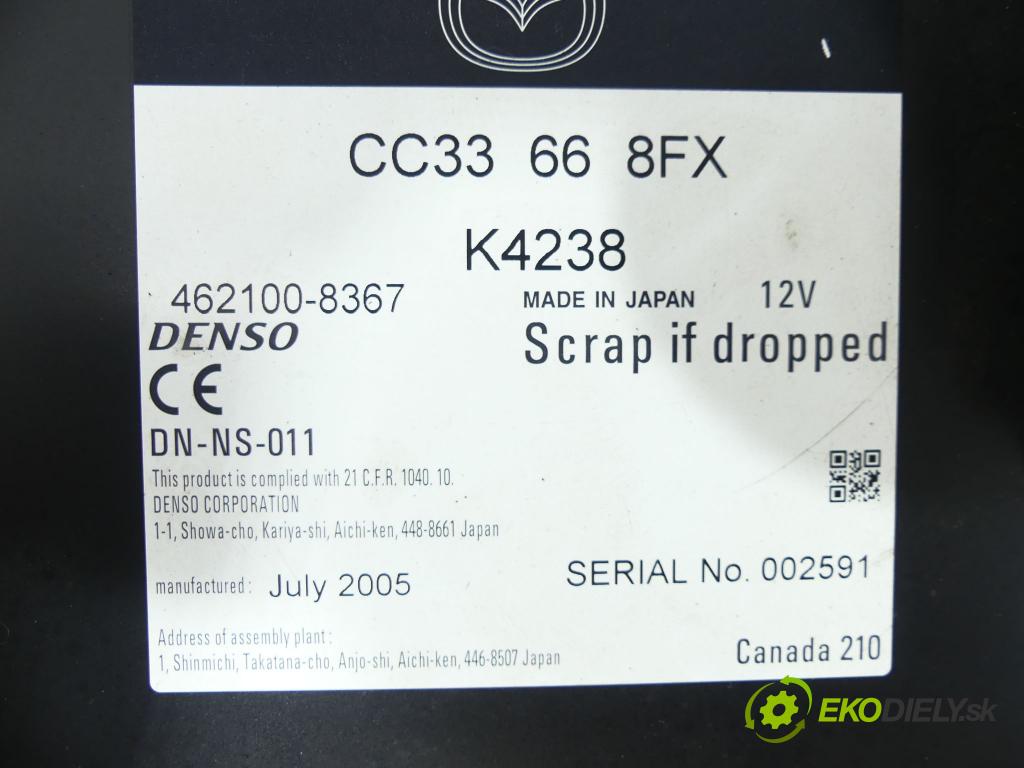 CC33 66 8FX
K4238
462100-8367 MADE IN JAPAN 12V
DENSO Scrap if dropped
CE
DN-NS-011
This product is complied with 21 C.F.R. 1040. 10.
DENSO CORPORATION
1-1, Showa-cho, Kariya-shi, Aichi-ken, 448-8661 Japan
manufactured: July 2005 SERIAL No. 002591
Address of assembly plant:
1, Shinmichi, Takatana-cho, Anjo-shi, Aichi-ken, 446-8507 Japan Canada 210
EKODIELY.sk